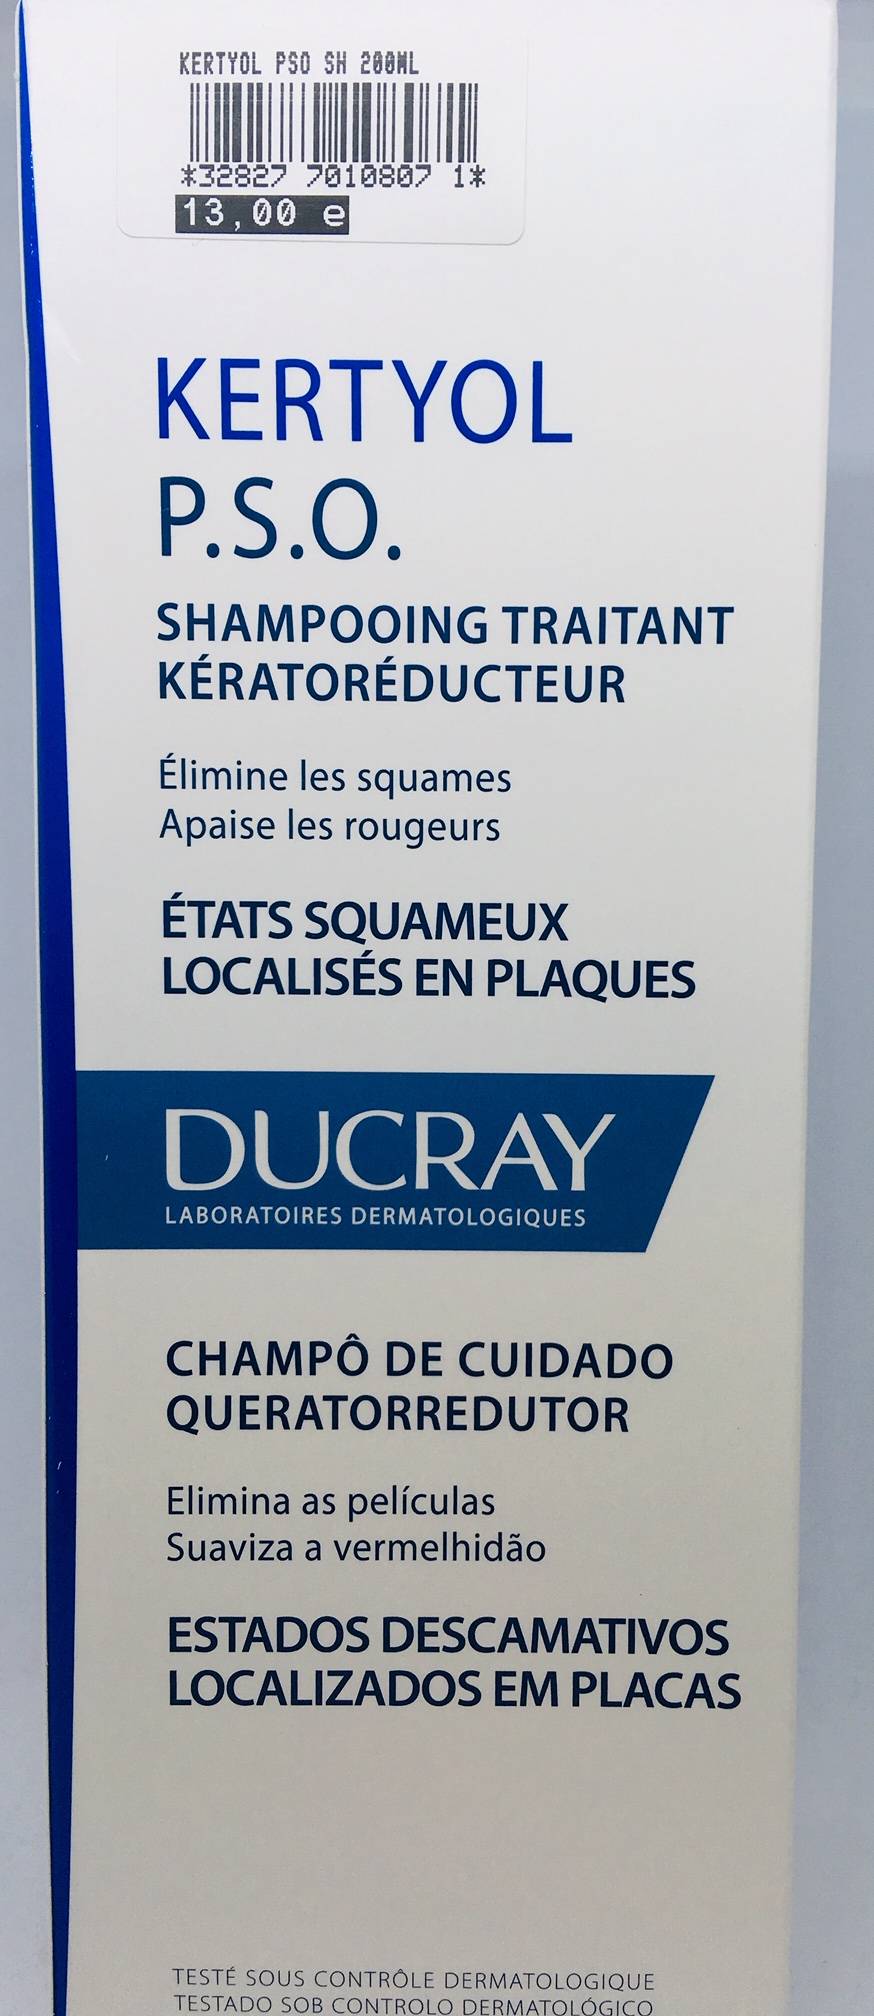 KERTYOL PSO SH 200ML
*32827 7010807 1*
13,00 e
KERTYOL
P.S.O.
SHAMPOOING TRAITANT
KÉRATORÉDUCTEUR
Élimine les squames
Apaise les rougeurs
ÉTATS SQUAMEUX
LOCALISÉS EN PLAQUES
DUCRAY
LABORATOIRES DERMATOLOGIQUES
CHAMPÔ DE CUIDADO
QUERATORREDUTOR
Elimina as películas
Suaviza a vermelhidão
ESTADOS DESCAMATIVOS
LOCALIZADOS EM PLACAS
TESTÉ SOUS CONTRÔLE DERMATOLOGIQUE
TESTADO SOB CONTROLO DERMATOLÓGICO